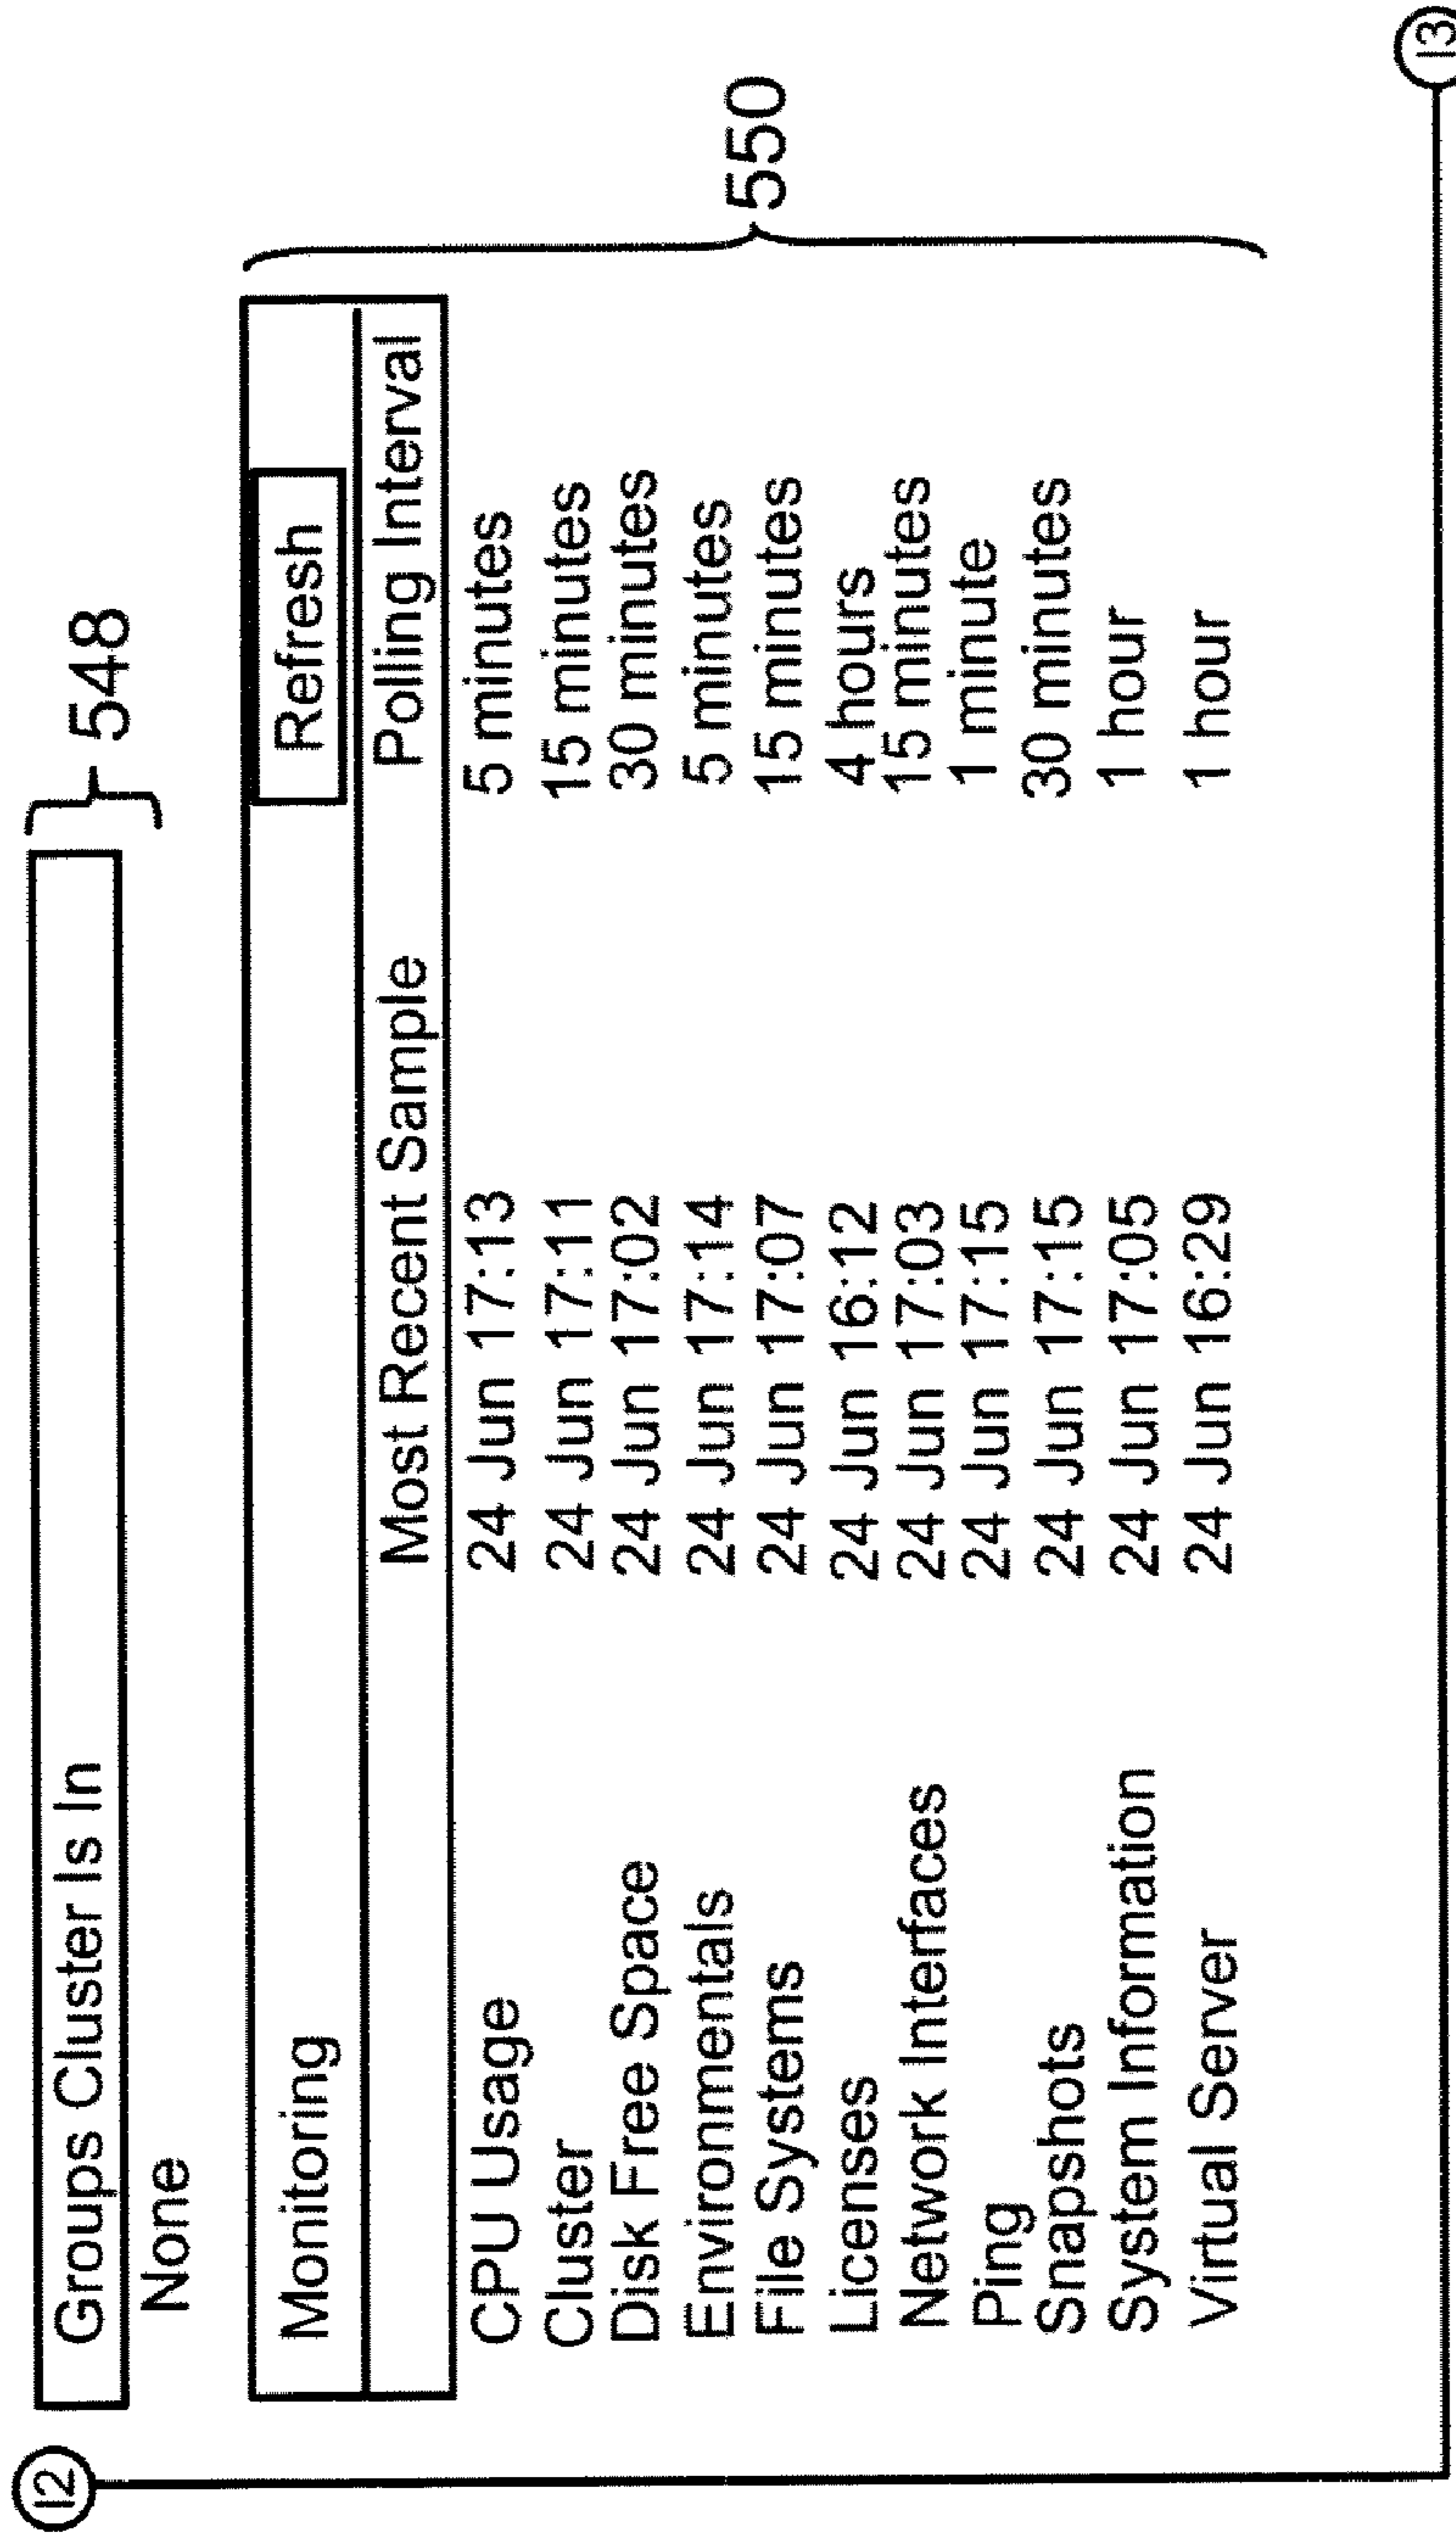 I2
Groups Cluster Is In
548
None
Monitoring Refresh
Most Recent Sample Polling Interval
CPU Usage 24 Jun 17:13 5 minutes
Cluster 24 Jun 17:11 15 minutes
Disk Free Space 24 Jun 17:02 30 minutes
Environmentals 24 Jun 17:14 5 minutes
File Systems 24 Jun 17:07 15 minutes
Licenses 24 Jun 16:12 4 hours
Network Interfaces 24 Jun 17:03 15 minutes
Ping 24 Jun 17:15 1 minute
Snapshots 24 Jun 17:15 30 minutes
System Information 24 Jun 17:05 1 hour
Virtual Server 24 Jun 16:29 1 hour
550
I3